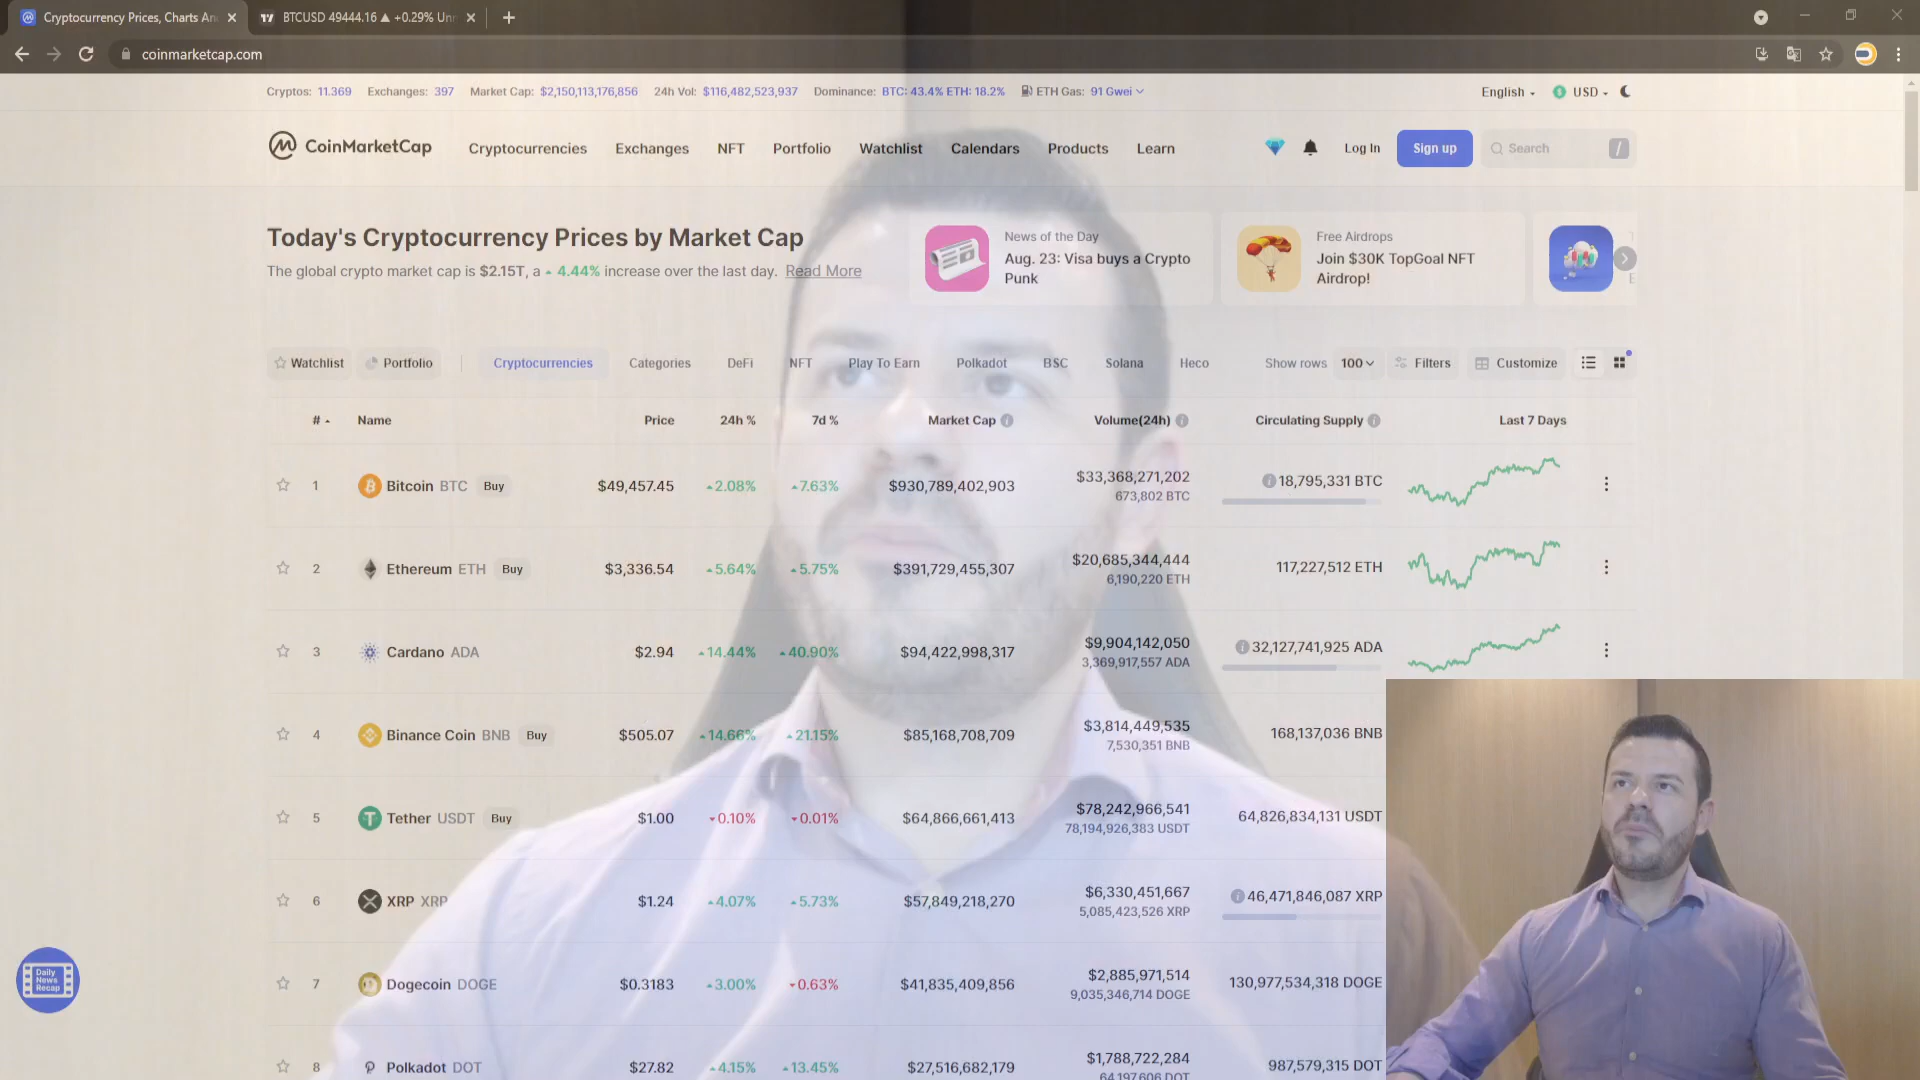 Cryptocurrency Prices, Charts An
BTCUSD 49444.16 ▲ +0.29% Unn
coinmarketcap.com
Cryptos: 11.369 Exchanges: 397 Market Cap: $2,150,113,176,856 24h Vol: $116,482,523,937 Dominance: BTC: 43.4% ETH: 18.2% ETH Gas: 91 Gwei
English USD
CoinMarketCap Cryptocurrencies Exchanges NFT Portfolio Watchlist Calendars Products Learn Log In Sign up Search /
Today's Cryptocurrency Prices by Market Cap
The global crypto market cap is $2.15T, a 4.44% increase over the last day. Read More
News of the Day
Aug. 23: Visa buys a Crypto
Punk
Free Airdrops
Join $30K TopGoal NFT
Airdrop!
Watchlist Portfolio Cryptocurrencies Categories DeFi NFT Play To Earn Polkadot BSC Solana Heco Show rows 100 Filters Customize
# Name Price 24h % 7d % Market Cap Volume(24h) Circulating Supply Last 7 Days
1 Bitcoin BTC Buy $49,457.45 2.08% 7.63% $930,789,402,903 $33,368,271,202 18,795,331 BTC
673,802 BTC
2 Ethereum ETH Buy $3,336.54 5.64% 5.75% $391,729,455,307 $20,685,344,444 117,227,512 ETH
6,190,220 ETH
3 Cardano ADA $2.94 14.44% 40.90% $94,422,998,317 $9,904,142,050 32,127,741,925 ADA
3,369,917,557 ADA
4 Binance Coin BNB Buy $505.07 14.66% 21.15% $85,168,708,709 $3,814,449,535 168,137,036 BNB
7,530,351 BNB
5 Tether USDT Buy $1.00 0.10% 0.01% $64,866,661,413 $78,242,966,541 64,826,834,131 USDT
78,194,926,383 USDT
6 XRP XRP $1.24 4.07% 5.73% $57,849,218,270 $6,330,451,667 46,471,846,087 XRP
5,085,423,526 XRP
7 Dogecoin DOGE $0.3183 3.00% 0.63% $41,835,409,856 $2,885,971,514 130,977,534,318 DOGE
9,035,346,714 DOGE
8 Polkadot DOT $27.82 4.15% 13.45% $27,516,682,179 $1,788,722,284 987,579,315 DOT
64,197,606 DOT
Daily
News
Recap